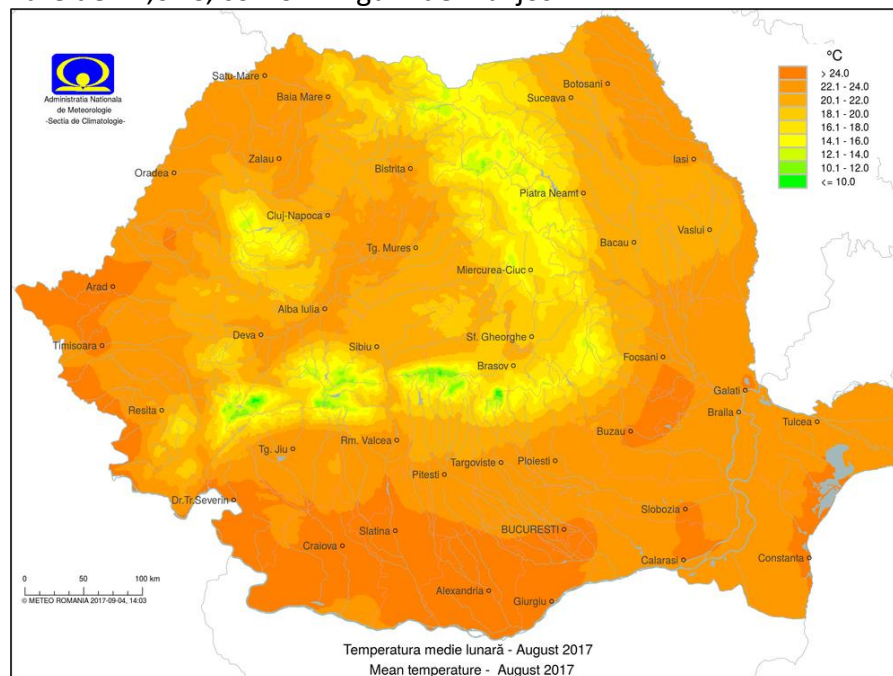 Administratia Nationala
de Meteorologie
-Sectia de Climatologie-
°C
> 24.0
22.1 - 24.0
20.1 - 22.0
18.1 - 20.0
16.1 - 18.0
14.1 - 16.0
12.1 - 14.0
10.1 - 12.0
<= 10.0
Satu-Mare
Baia Mare
Botosani
Suceava
Zalau
Oradea
Bistrita
Iasi
Piatra Neamt
Cluj-Napoca
Vaslui
Tg. Mures
Bacau
Miercurea-Ciuc
Arad
Alba Iulia
Deva
Timisoara
Sibiu
Sf. Gheorghe
Brasov
Focsani
Galati
Resita
Braila
Tulcea
Buzau
Rm. Valcea
Tg. Jiu
Pitesti
Targoviste
Ploiesti
Dr.Tr.Severin
Slobozia
Slatina
BUCURESTI
Craiova
Calarasi
Constanta
Alexandria
Giurgiu
0 50 100 km
© METEO ROMANIA 2017-09-04, 14:03
Temperatura medie lunară - August 2017
Mean temperature - August 2017